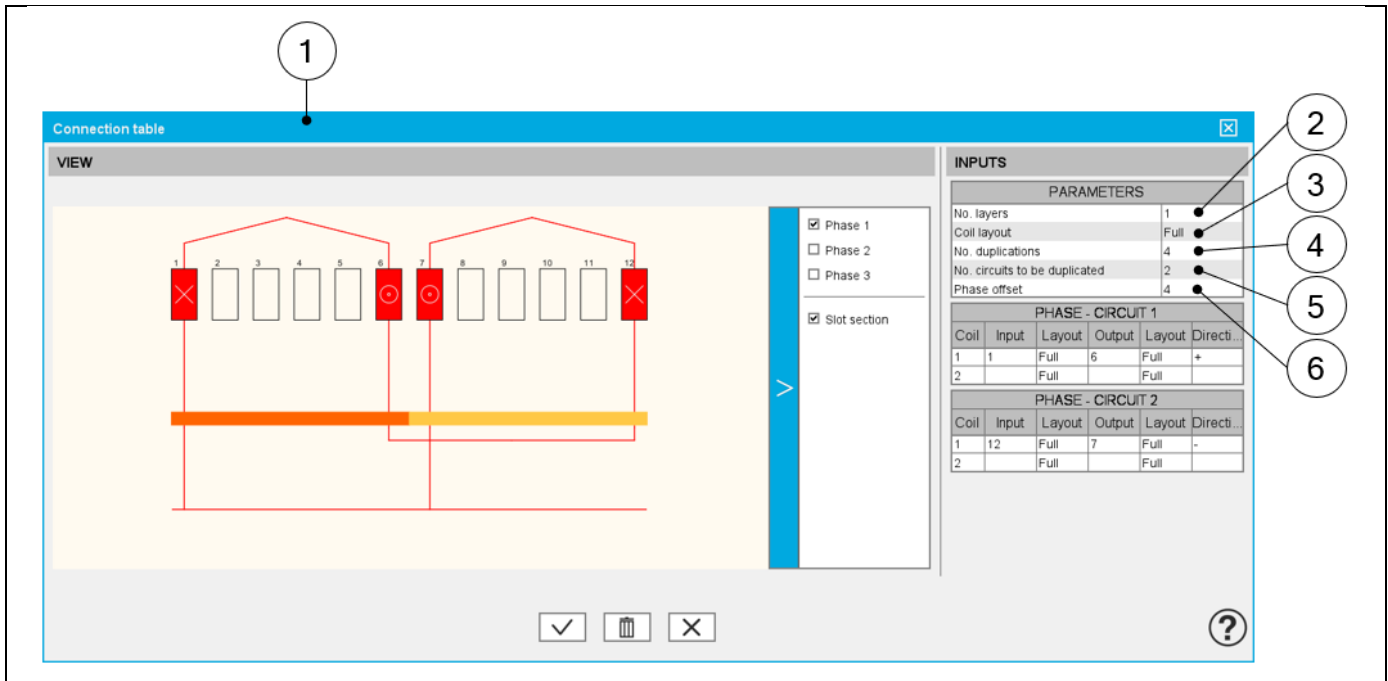 1
Connection table
2
VIEW
INPUTS
PARAMETERS
3
No. layers 1
Coil layout Full
4
No. duplications 4
No. circuits to be duplicated 2
5
Phase offset 4
6
Phase 1
Phase 2
Phase 3
Slot section
1 2 3 4 5 6 7 8 9 10 11 12
>
PHASE - CIRCUIT 1
Coil Input Layout Output Layout Directi...
1 1 Full 6 Full +
2 Full Full
PHASE - CIRCUIT 2
Coil Input Layout Output Layout Directi...
1 12 Full 7 Full -
2 Full Full
?